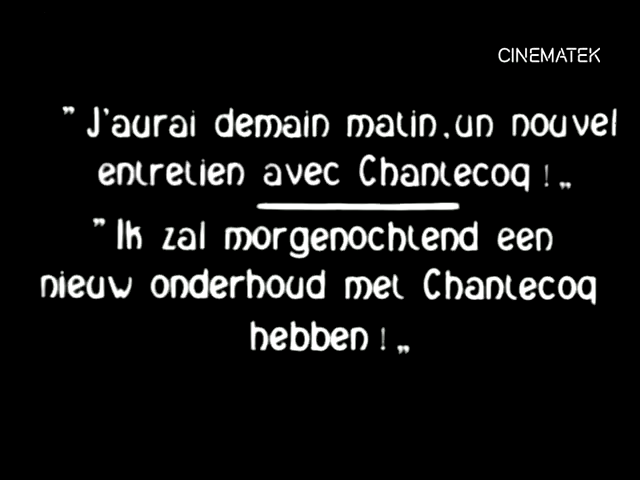 CINEMATEK
" J'aurai demain matin, un nouvel
entretien avec Chantecoq ! „
" Ik zal morgenochtend een
nieuw onderhoud met Chantecoq
hebben ! „